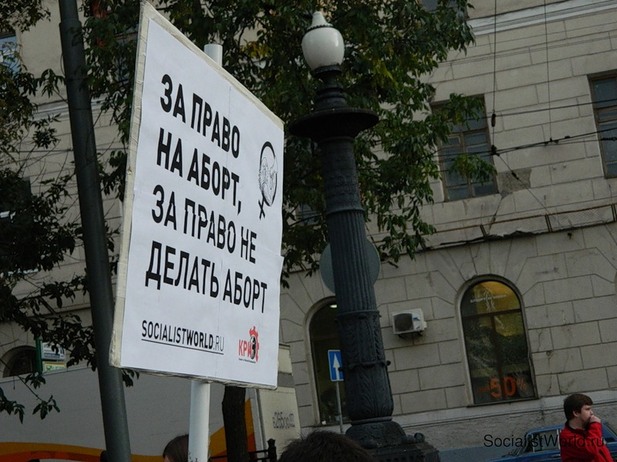 ЗА ПРАВО
НА АБОРТ,
ЗА ПРАВО НЕ
ДЕЛАТЬ АБОРТ
SOCIALISTWORLD.RU
КРИ
50%
SocialistWorld.ru